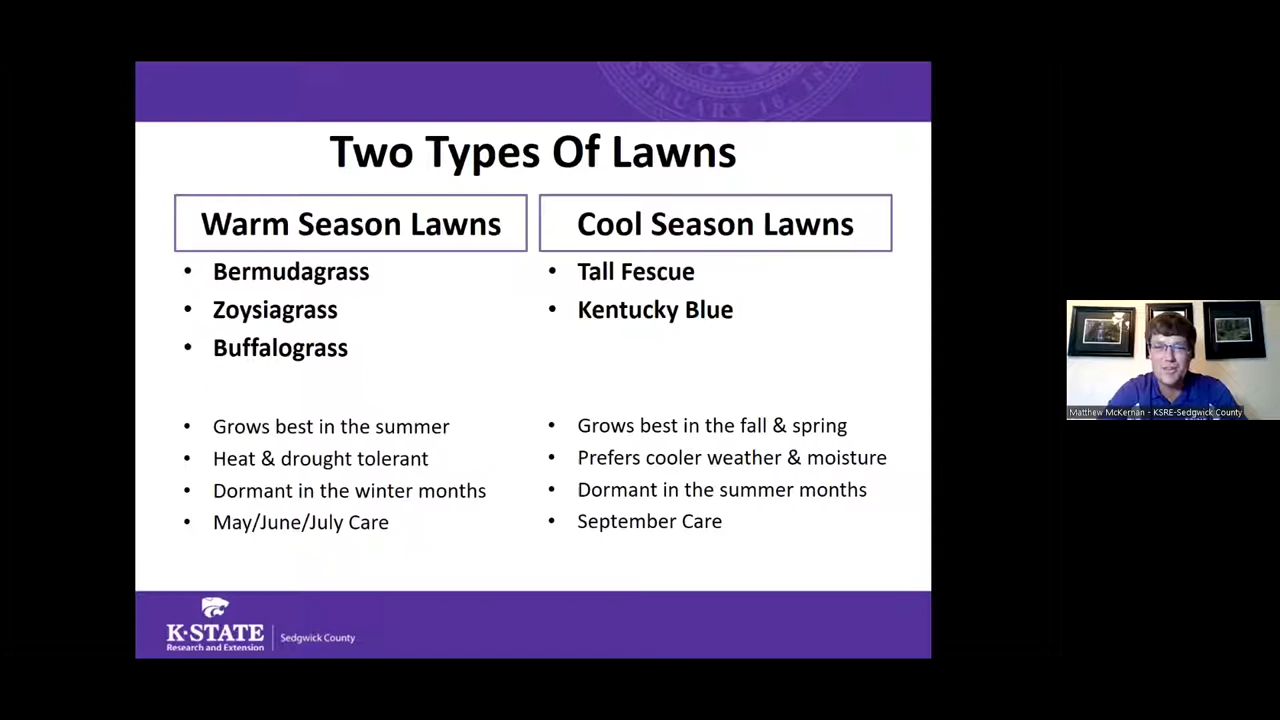 BRUARY 16, 
Two Types Of Lawns
Warm Season Lawns
• Bermudagrass
• Zoysiagrass
• Buffalograss
• Grows best in the summer
• Heat & drought tolerant
• Dormant in the winter months
• May/June/July Care
Cool Season Lawns
• Tall Fescue
• Kentucky Blue
• Grows best in the fall & spring
• Prefers cooler weather & moisture
• Dormant in the summer months
• September Care
K·STATE
Research and Extension
Sedgwick County
Matthew McKernan - KSRE-Sedgwick County